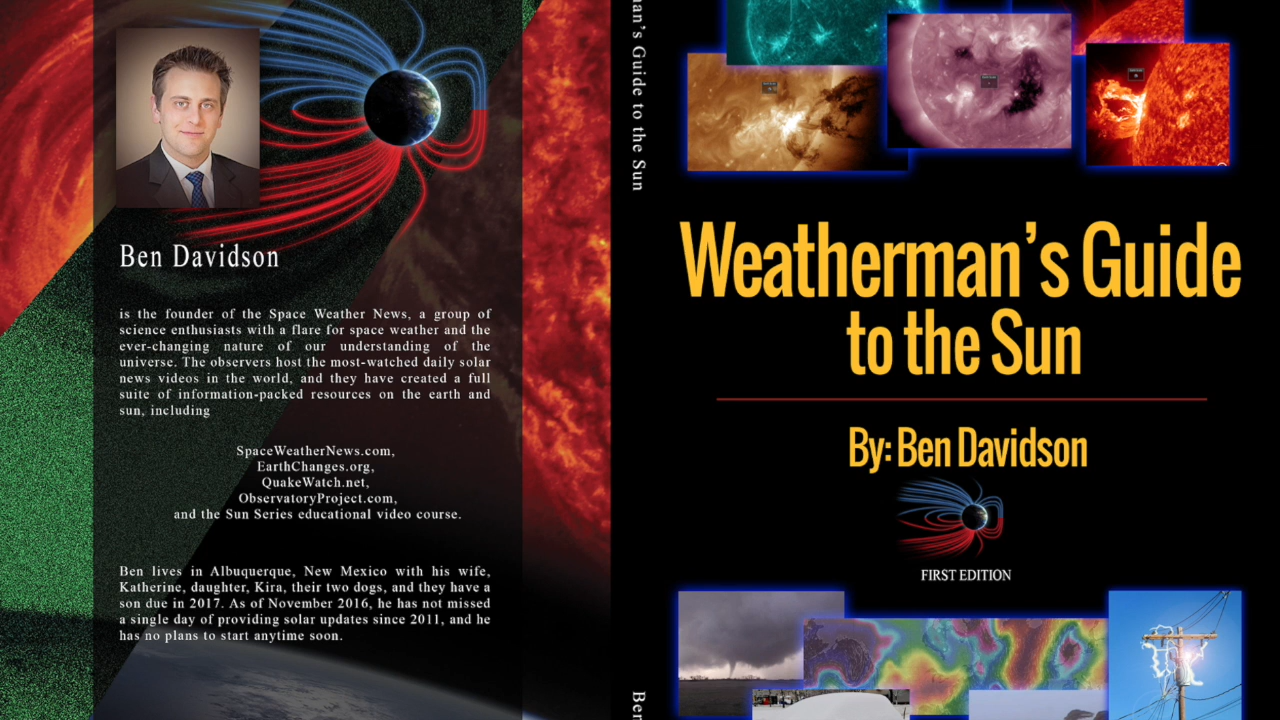 Ben Davidson
is the founder of the Space Weather News, a group of
science enthusiasts with a flare for space weather and the
ever-changing nature of our understanding of the
universe. The observers host the most-watched daily solar
news videos in the world, and they have created a full
suite of information-packed resources on the earth and
sun, including
SpaceWeatherNews.com,
EarthChanges.org,
QuakeWatch.net,
ObservatoryProject.com,
and the Sun Series educational video course.
Ben lives in Albuquerque, New Mexico with his wife,
Katherine, daughter, Kira, their two dogs, and they have a
son due in 2017. As of November 2016, he has not missed
a single day of providing solar updates since 2011, and he
has no plans to start anytime soon.
an's Guide to the Sun
Ben
Weatherman's Guide
to the Sun
By: Ben Davidson
FIRST EDITION